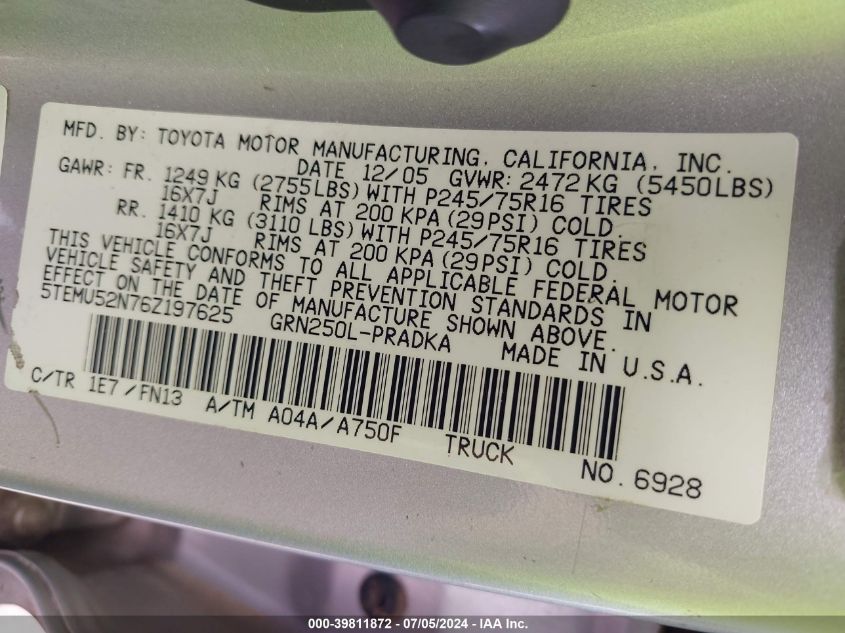 MFD. BY: TOYOTA MOTOR MANUFACTURING, CALIFORNIA, INC.
DATE 12/05 GVWR: 2472 KG (5450LBS)
GAWR: FR. 1249 KG (2755LBS) WITH P245/75R16 TIRES
16X7J RIMS AT 200 KPA (29PSI) COLD.
RR. 1410 KG (3110 LBS) WITH P245/75R16 TIRES
16X7J RIMS AT 200 KPA (29PSI) COLD.
THIS VEHICLE CONFORMS TO ALL APPLICABLE FEDERAL MOTOR
VEHICLE SAFETY AND THEFT PREVENTION STANDARDS IN
EFFECT ON THE DATE OF MANUFACTURE SHOWN ABOVE.
5TEMU52N76Z197625 GRN250L-PRADKA MADE IN U.S.A.
C/TR 1E7/FN13 A/TM A04A/A750F TRUCK NO. 6928
000-39811872 / 07/05/2024 - IAA Inc.